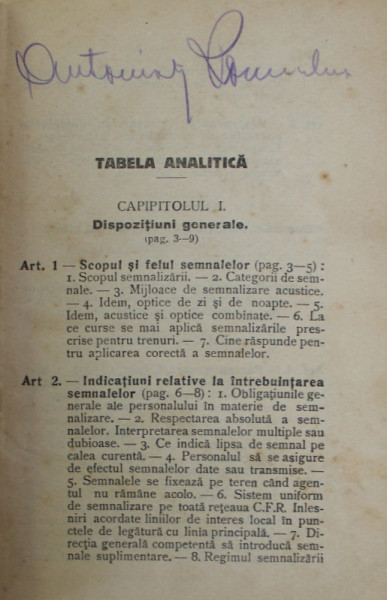 TABELA ANALITICĂ
CAPIPITOLUL I.
Dispozițiuni generale.
(pag. 3—9)
Art. 1 — Scopul și felul semnalelor (pag. 3—5) :
1. Scopul semnalizării. — 2. Categorii de sem-
nale. — 3. Mijloace de semnalizare acustice.
— 4. Idem, optice de zi și de noapte. — 5.
Idem, acustice și optice combinate. — 6. La
ce curse se mai aplică semnalizările pres-
crise pentru trenuri. — 7. Cine răspunde pen-
tru aplicarea corectă a semnalelor.
Art 2. — Indicațiuni relative la întrebuințarea
semnalelor (pag. 6—8) : 1. Obligațiunile gene-
rale ale personalului în materie de sem-
nalizare. — 2. Respectarea absolută a sem-
nalelor. Interpretarea semnalelor multiple sau
dubioase. — 3. Ce indică lipsa de semnal pe
calea curentă. — 4. Personalul să se asigure
de efectul semnalelor date sau transmise. —
5. Semnalele se fixează pe teren când agen-
tul nu rămâne acolo. — 6. Sistem uniform
de semnalizare pe toată rețeaua C.F.R. Inles-
niri acordate liniilor de interes local în punc-
tele de legătură cu linia principală. — 7. Di-
recția generală competentă să introducă sem-
nale suplimentare. — 8. Regimul semnalizării